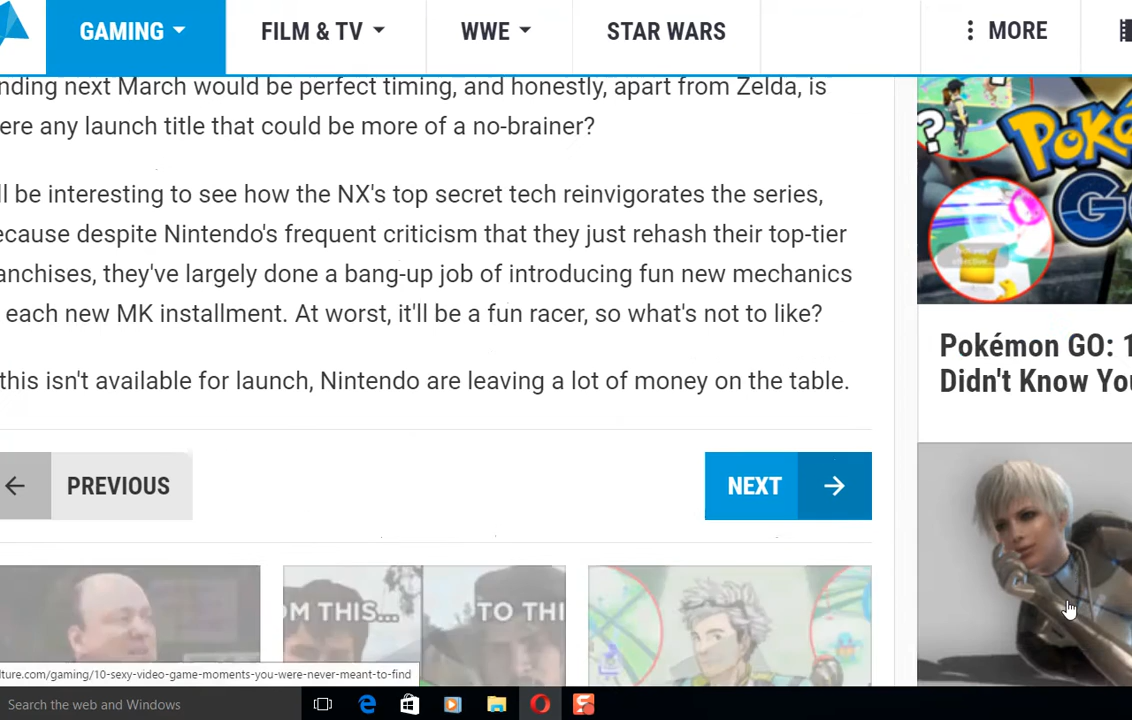 GAMING
FILM & TV
WWE
STAR WARS
MORE
nding next March would be perfect timing, and honestly, apart from Zelda, is
ere any launch title that could be more of a no-brainer?
ll be interesting to see how the NX's top secret tech reinvigorates the series,
ecause despite Nintendo's frequent criticism that they just rehash their top-tier
anchises, they've largely done a bang-up job of introducing fun new mechanics
each new MK installment. At worst, it'll be a fun racer, so what's not to like?
this isn't available for launch, Nintendo are leaving a lot of money on the table.
PREVIOUS
NEXT
POKÉ
GO
Pokémon GO: 1
Didn't Know Yo
OM THIS...
TO THI
lture.com/gaming/10-sexy-video-game-moments-you-were-never-meant-to-find
Search the web and Windows